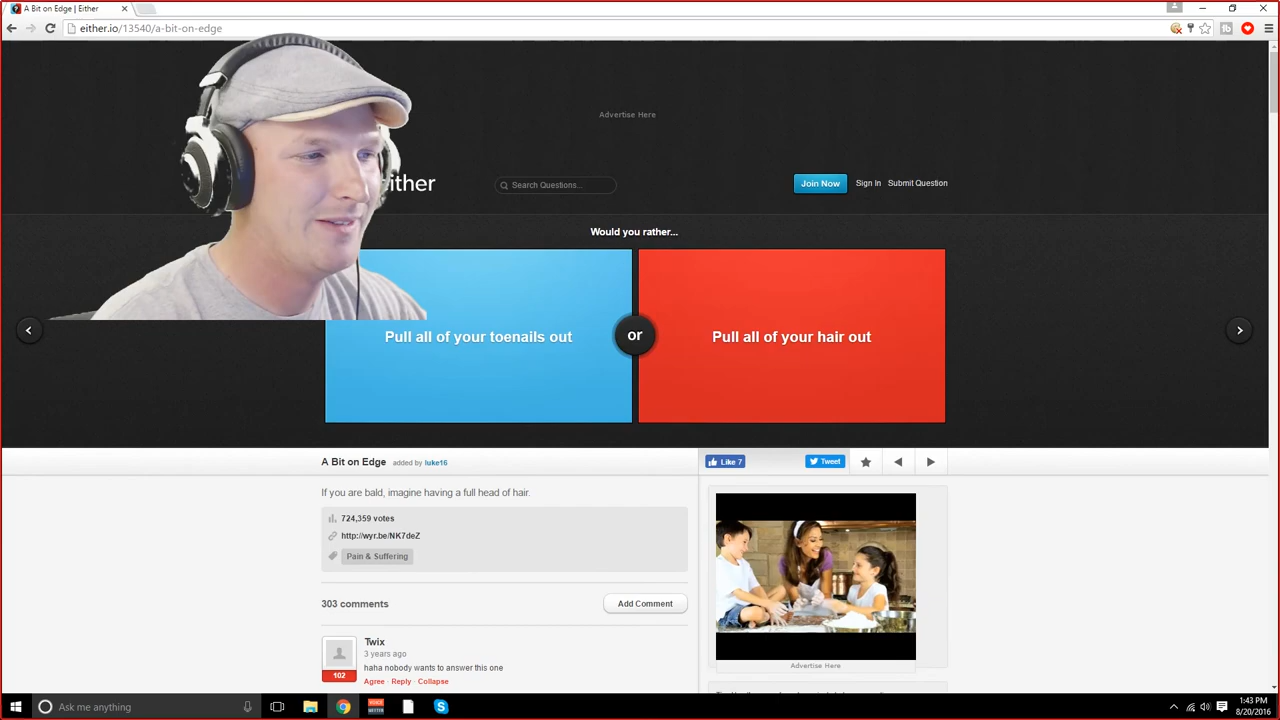 A Bit on Edge | Either
either.io/13540/a-bit-on-edge
Advertise Here
either
Search Questions...
Join Now
Sign In
Submit Question
Would you rather...
Pull all of your toenails out
or
Pull all of your hair out
A Bit on Edge added by luke16
Like 7
Tweet
If you are bald, imagine having a full head of hair.
724,359 votes
http://wyr.be/NK7deZ
Pain & Suffering
303 comments
Add Comment
Twix
3 years ago
haha nobody wants to answer this one
102
Agree · Reply · Collapse
Advertise Here
Ask me anything
1:43 PM
8/20/2016